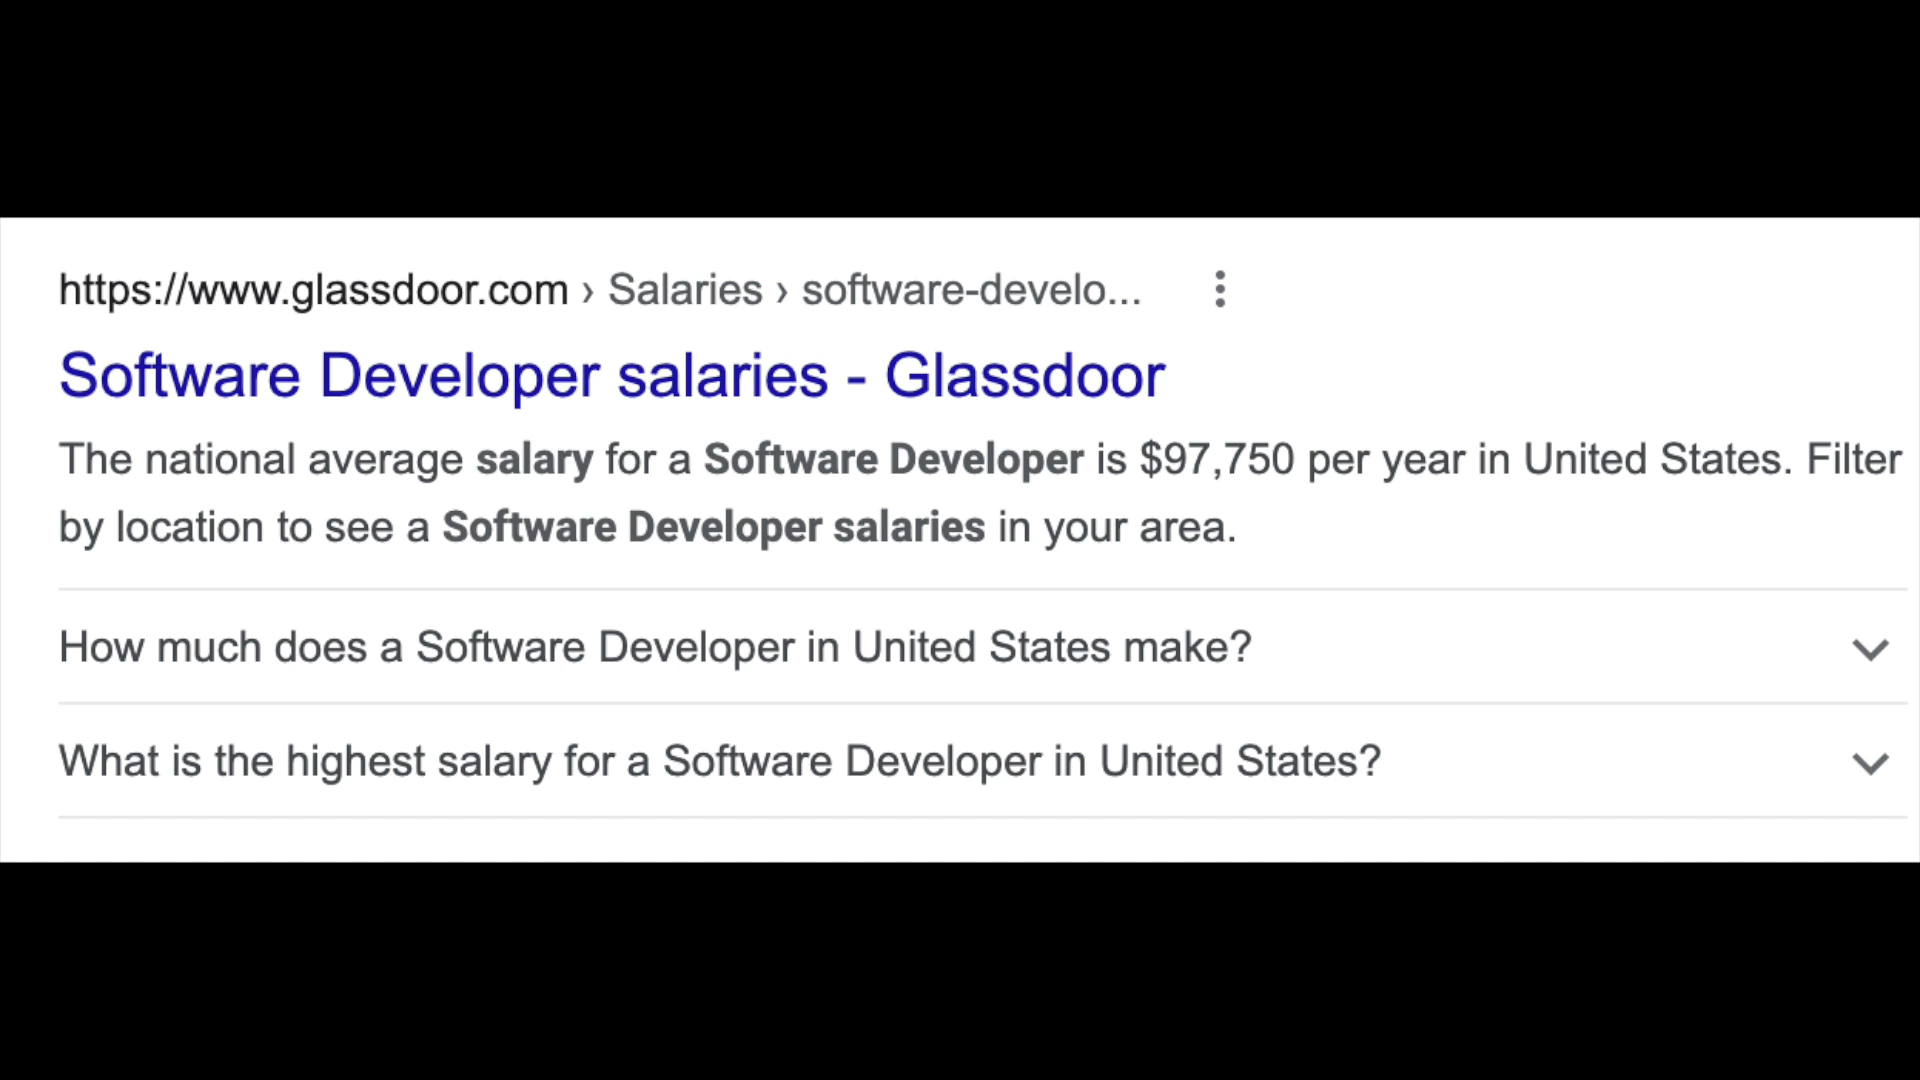 https://www.glassdoor.com › Salaries › software-develo...
Software Developer salaries - Glassdoor
The national average salary for a Software Developer is $97,750 per year in United States. Filter
by location to see a Software Developer salaries in your area.
How much does a Software Developer in United States make?
What is the highest salary for a Software Developer in United States?